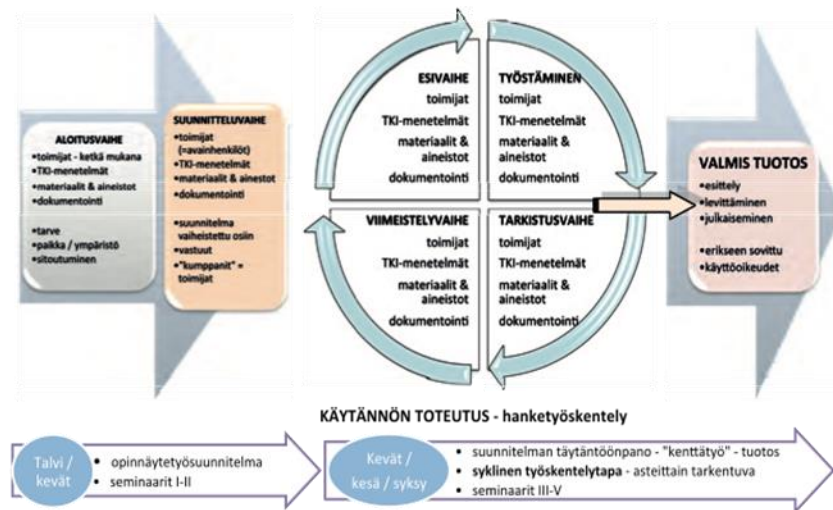 ALOITUSVAIHE
•toimijat - ketkä mukana
•TKI-menetelmät
•materiaalit & aineistot
•dokumentointi
•tarve
•paikka / ympäristö
•sitoutuminen
SUUNNITTELUVAIHE
•toimijat
(=avainhenkilöt)
•TKI-menetelmät
•materiaalit & ainestot
•dokumentointi
•suunnitelma
vaiheistettu osiin
•vastuut
•"kumppanit" =
toimijat
ESIVAIHE
toimijat
TKI-menetelmät
materiaalit &
aineistot
dokumentointi
TYÖSTÄMINEN
toimijat
TKI-menetelmät
materiaalit &
aineistot
dokumentointi
VIIMEISTELYVAIHE
toimijat
TKI-menetelmät
materiaalit &
aineistot
dokumentointi
TARKISTUSVAIHE
toimijat
TKI-menetelmät
materiaalit &
aineistot
dokumentointi
VALMIS TUOTOS
•esittely
•levittäminen
•julkaiseminen
•erikseen sovittu
•käyttöoikeudet
KÄYTÄNNÖN TOTEUTUS - hanketyöskentely
Talvi /
kevät
• opinnäytetyösuunnitelma
• seminaarit I-II
Kevät /
kesä / syksy
• suunnitelman täytäntöönpano - "kenttätyö" - tuotos
• syklinen työskentelytapa - asteittain tarkentuva
• seminaarit III-V